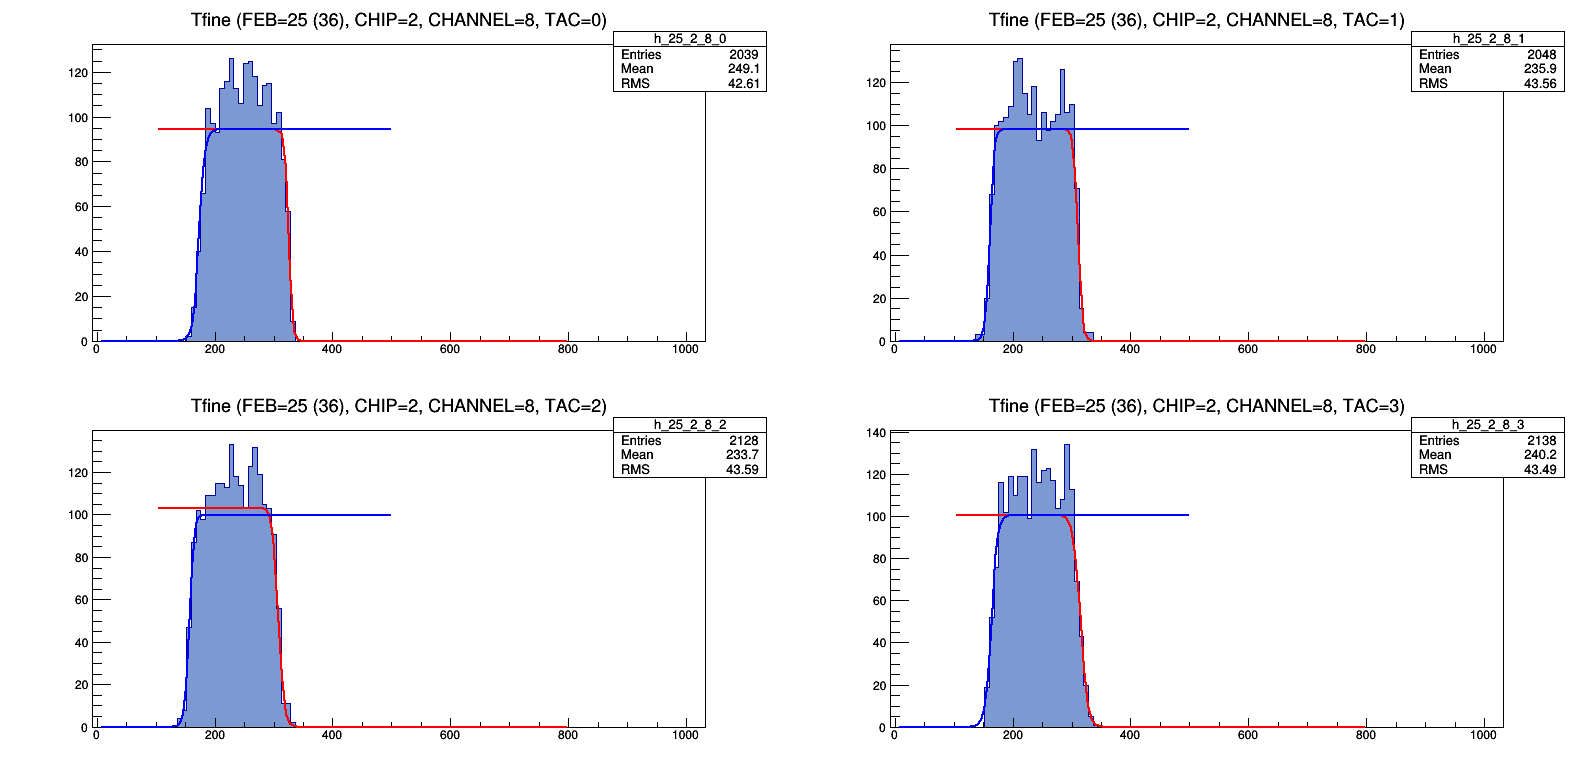 Tfine (FEB=25 (36), CHIP=2, CHANNEL=8, TAC=0)
h_25_2_8_0
Entries 2039
Mean 249.1
RMS 42.61
120
100
80
60
40
20
0
0 200 400 600 800 1000
Tfine (FEB=25 (36), CHIP=2, CHANNEL=8, TAC=1)
h_25_2_8_1
Entries 2048
Mean 235.9
RMS 43.56
120
100
80
60
40
20
0
0 200 400 600 800 1000
Tfine (FEB=25 (36), CHIP=2, CHANNEL=8, TAC=2)
h_25_2_8_2
Entries 2128
Mean 233.7
RMS 43.59
120
100
80
60
40
20
0
0 200 400 600 800 1000
Tfine (FEB=25 (36), CHIP=2, CHANNEL=8, TAC=3)
h_25_2_8_3
Entries 2138
Mean 240.2
RMS 43.49
140
120
100
80
60
40
20
0
0 200 400 600 800 1000